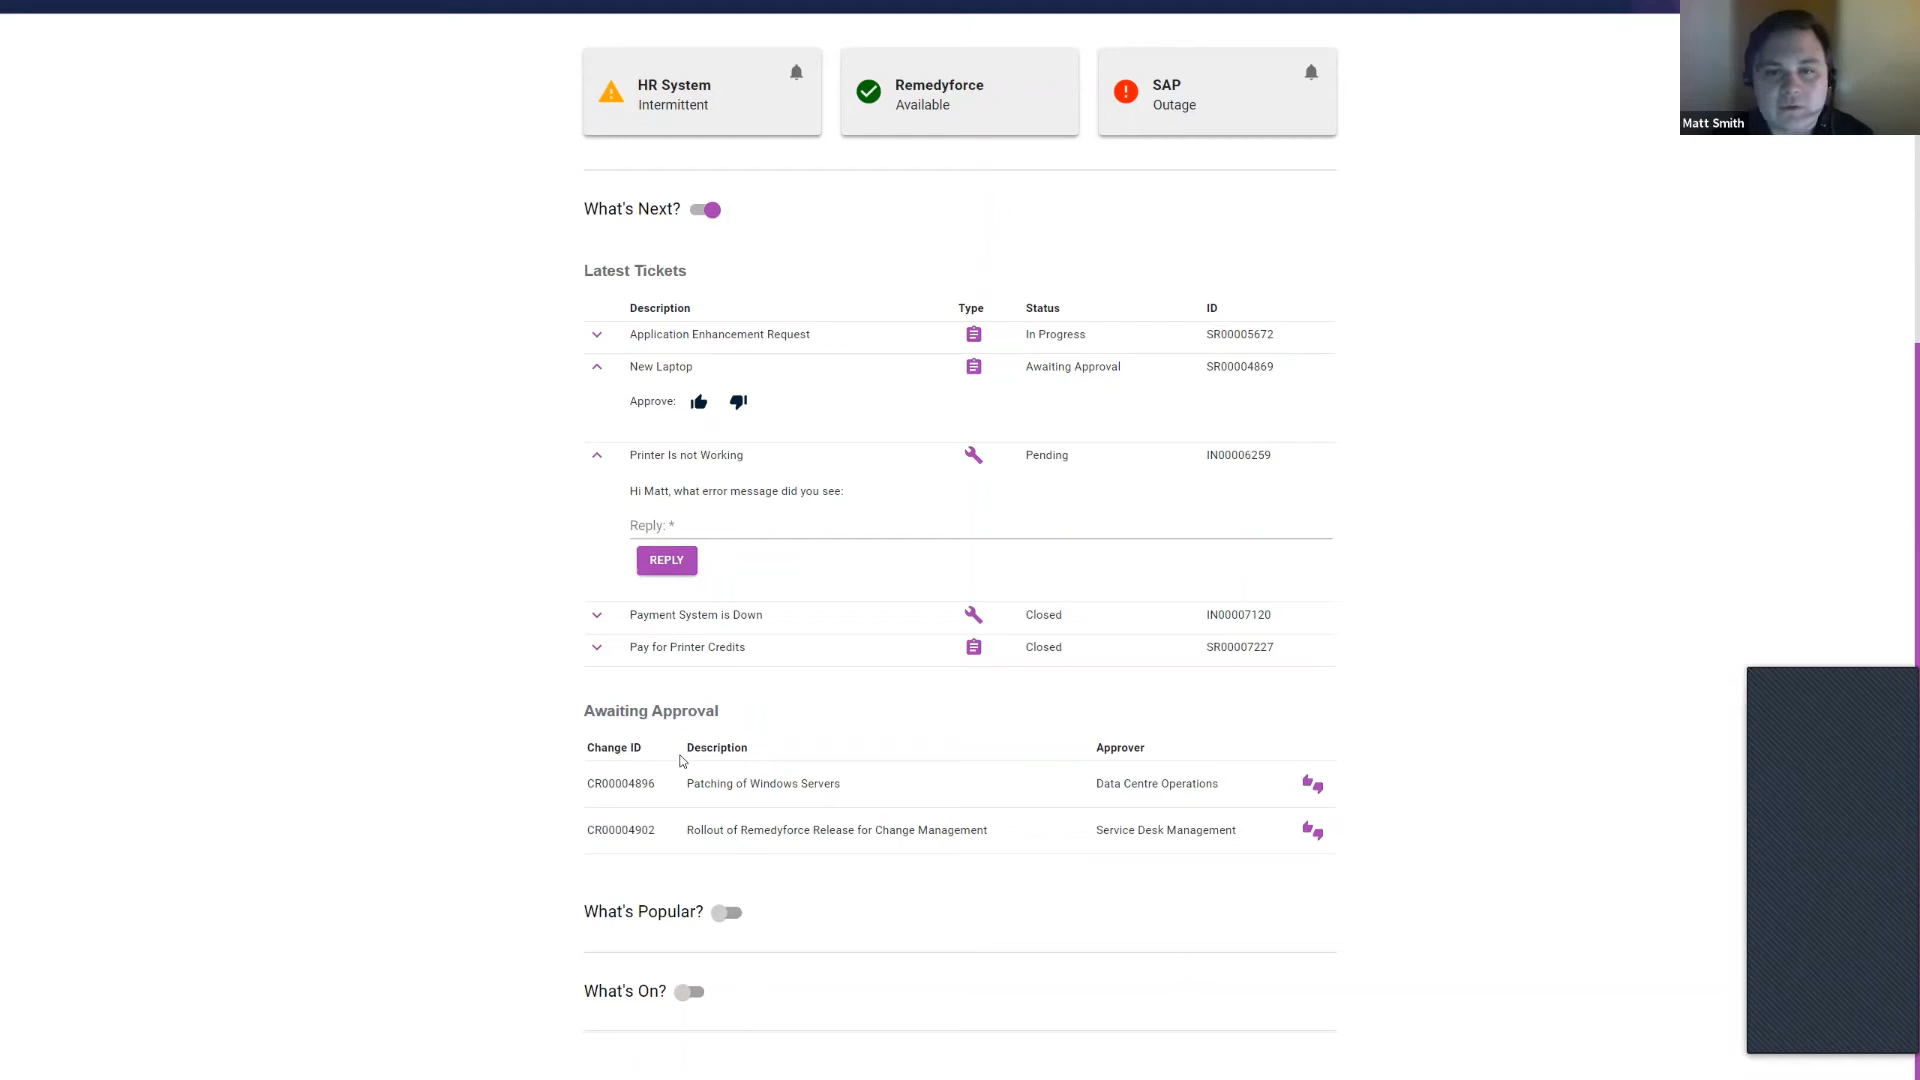 HR System
Intermittent
Remedyforce
Available
SAP
Outage
Matt Smith
What's Next?
Latest Tickets
Description Type Status ID
Application Enhancement Request In Progress SR00005672
New Laptop Awaiting Approval SR00004869
Approve:
Printer Is not Working Pending IN00006259
Hi Matt, what error message did you see:
Reply: *
REPLY
Payment System is Down Closed IN00007120
Pay for Printer Credits Closed SR00007227
Awaiting Approval
Change ID Description Approver
CR00004896 Patching of Windows Servers Data Centre Operations
CR00004902 Rollout of Remedyforce Release for Change Management Service Desk Management
What's Popular?
What's On?